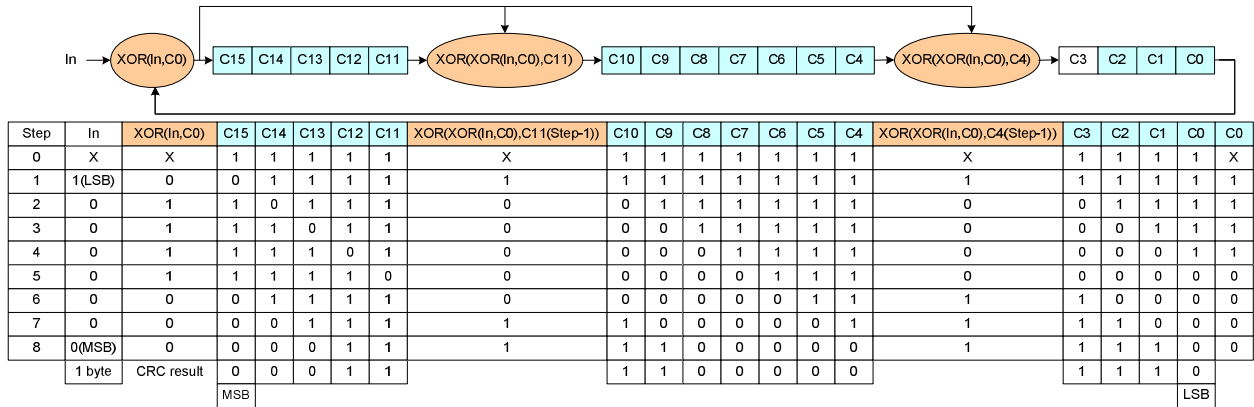 In XOR(In,C0) C15 C14 C13 C12 C11 XOR(XOR(In,C0),C11) C10 C9 C8 C7 C6 C5 C4 XOR(XOR(In,C0),C4) C3 C2 C1 C0
Step In XOR(In,C0) C15 C14 C13 C12 C11 XOR(XOR(In,C0),C11(Step-1)) C10 C9 C8 C7 C6 C5 C4 XOR(XOR(In,C0),C4(Step-1)) C3 C2 C1 C0 C0
0 X X 1 1 1 1 1 X 1 1 1 1 1 1 1 X 1 1 1 1 X
1 1(LSB) 0 0 1 1 1 1 1 1 1 1 1 1 1 1 1 1 1 1 1 1
2 0 1 1 0 1 1 1 0 0 1 1 1 1 1 1 0 0 1 1 1 1
3 0 1 1 1 0 1 1 0 0 0 1 1 1 1 1 0 0 0 1 1 1
4 0 1 1 1 1 0 1 0 0 0 0 1 1 1 1 0 0 0 0 1 1
5 0 1 1 1 1 1 0 0 0 0 0 0 1 1 1 0 0 0 0 0 0
6 0 0 0 1 1 1 1 0 0 0 0 0 0 1 1 1 1 0 0 0 0
7 0 0 0 0 1 1 1 1 1 0 0 0 0 0 1 1 1 1 0 0 0
8 0(MSB) 0 0 0 0 1 1 1 1 1 0 0 0 0 0 1 1 1 1 0 0
1 byte CRC result 0 0 0 1 1 1 1 0 0 0 0 0 1 1 1 0
MSB LSB